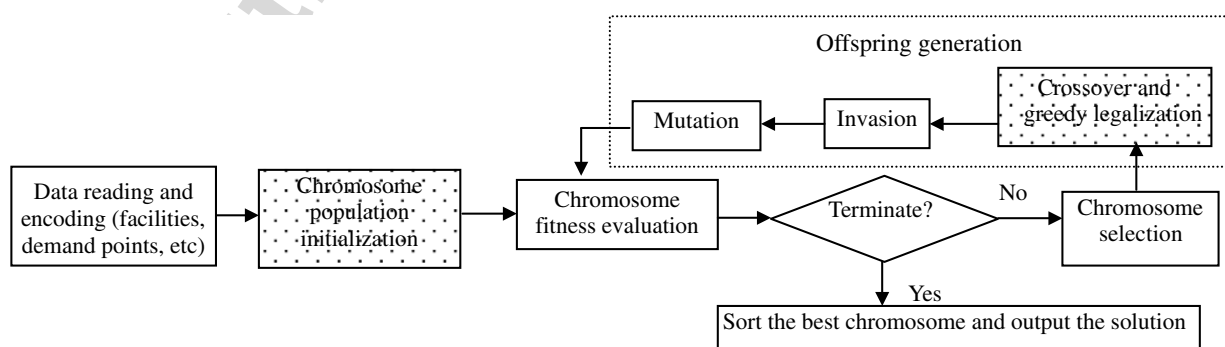 Offspring generation
Crossover and
greedy legalization
Invasion
Mutation
Data reading and
encoding (facilities,
demand points, etc)
Chromosome
population
initialization
Chromosome
fitness evaluation
Terminate?
No
Chromosome
selection
Yes
Sort the best chromosome and output the solution